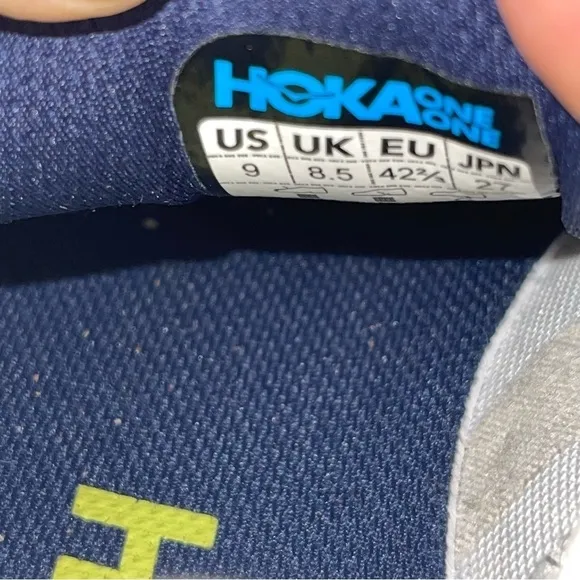 HOKA ONE ONE
US UK EU JPN
9 8.5 42⅔ 27
H